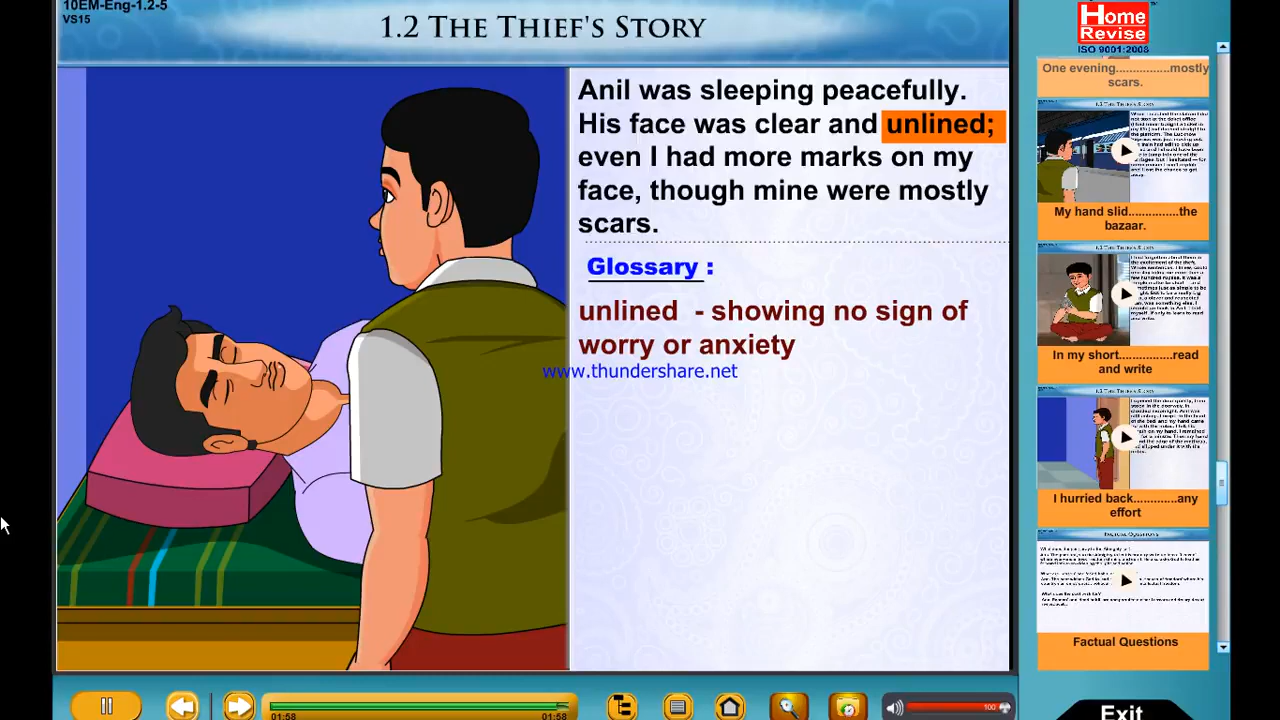 10EM-Eng-1.2-5
VS15
1.2 THE THIEF'S STORY
Anil was sleeping peacefully.
His face was clear and unlined;
even I had more marks on my
face, though mine were mostly
scars.
Glossary :
unlined - showing no sign of
worry or anxiety
www.thundershare.net
Home
Revise
ISO 9001:2008
One evening...............mostly
scars.
My hand slid..............the
bazaar.
In my short..............read
and write
I hurried back............any
effort
Factual Questions
01:58
01:58
100
Exit